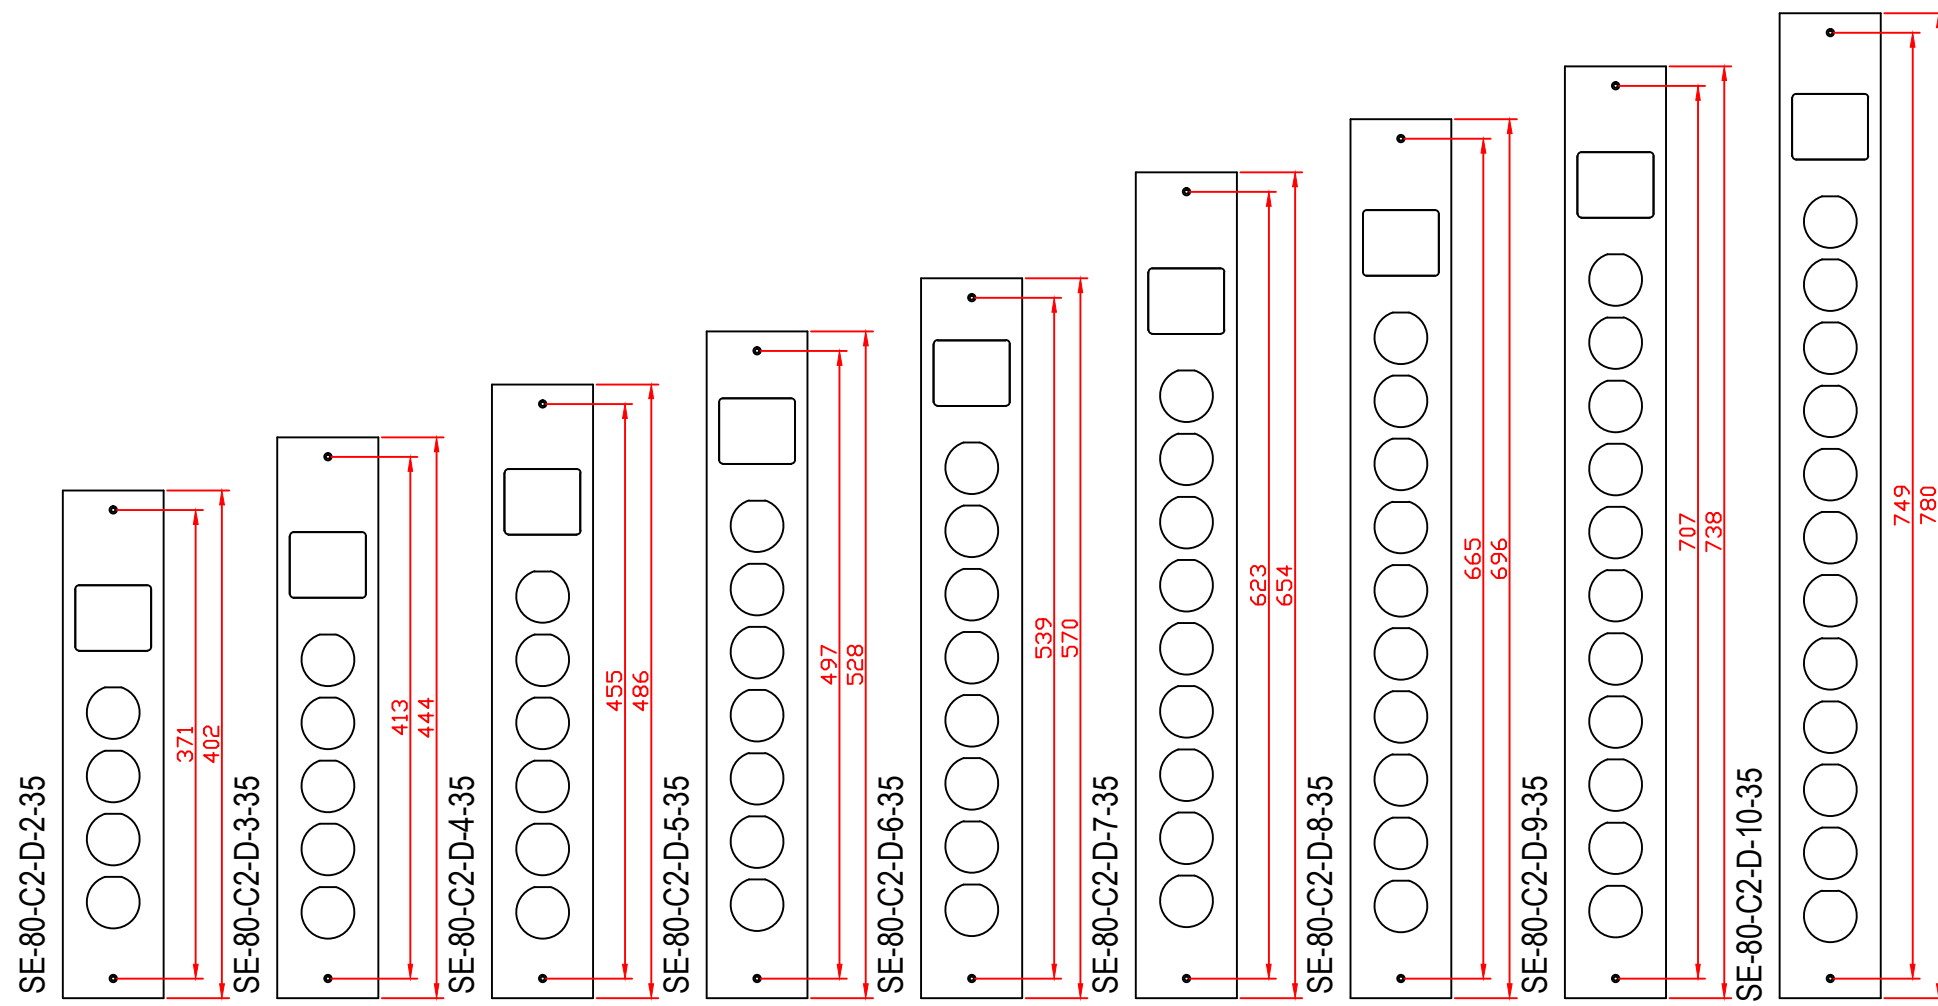 SE-80-C2-D-2-35
371
402
SE-80-C2-D-3-35
413
444
SE-80-C2-D-4-35
455
486
SE-80-C2-D-5-35
497
528
SE-80-C2-D-6-35
539
570
SE-80-C2-D-7-35
623
654
SE-80-C2-D-8-35
665
696
SE-80-C2-D-9-35
707
738
SE-80-C2-D-10-35
749
780